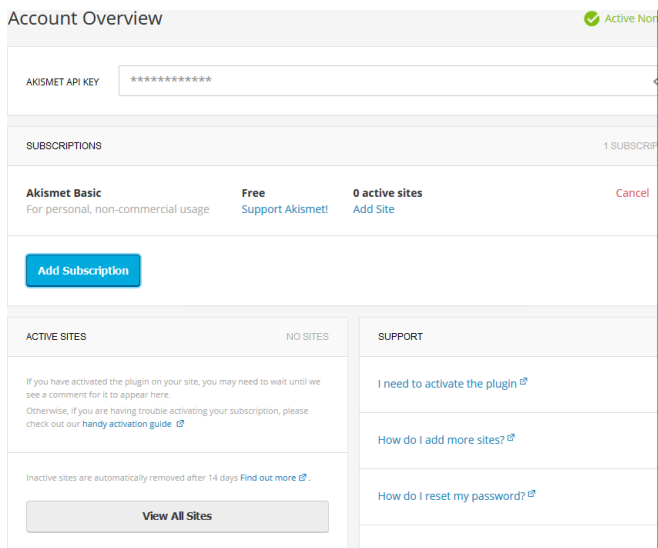 Account Overview
Active Non
AKISMET API KEY
************
SUBSCRIPTIONS
1 SUBSCRIP
Akismet Basic
Free
0 active sites
Cancel
For personal, non-commercial usage
Support Akismet!
Add Site
Add Subscription
ACTIVE SITES
NO SITES
If you have activated the plugin on your site, you may need to wait until we
see a comment for it to appear here.
Otherwise, if you are having trouble activating your subscription, please
check out our handy activation guide
Inactive sites are automatically removed after 14 days Find out more .
View All Sites
SUPPORT
I need to activate the plugin
How do I add more sites?
How do I reset my password?